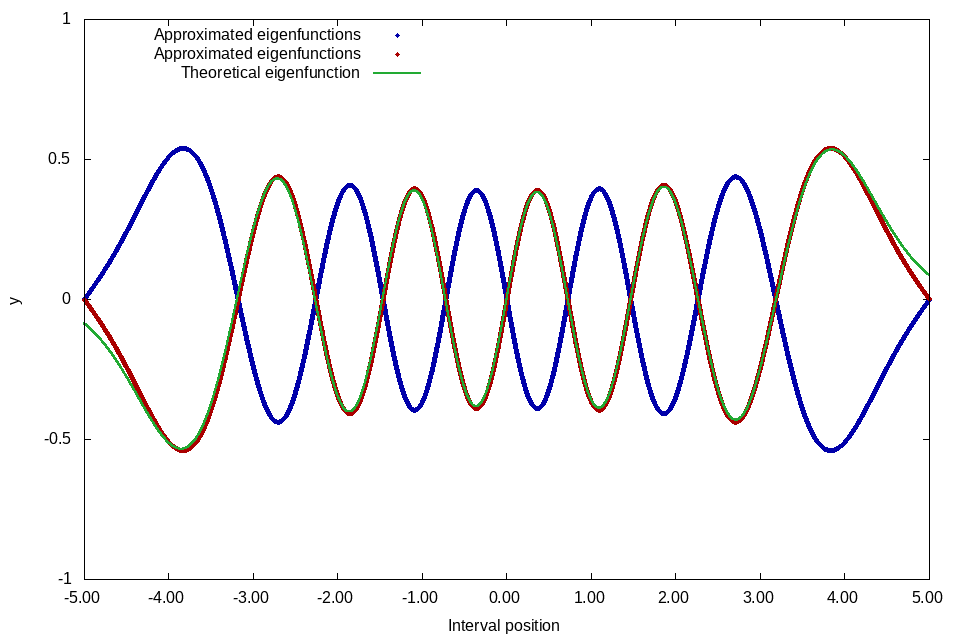 Approximated eigenfunctions
Approximated eigenfunctions
Theoretical eigenfunction
1
0.5
0
-0.5
-1
y
-5.00 -4.00 -3.00 -2.00 -1.00 0.00 1.00 2.00 3.00 4.00 5.00
Interval position